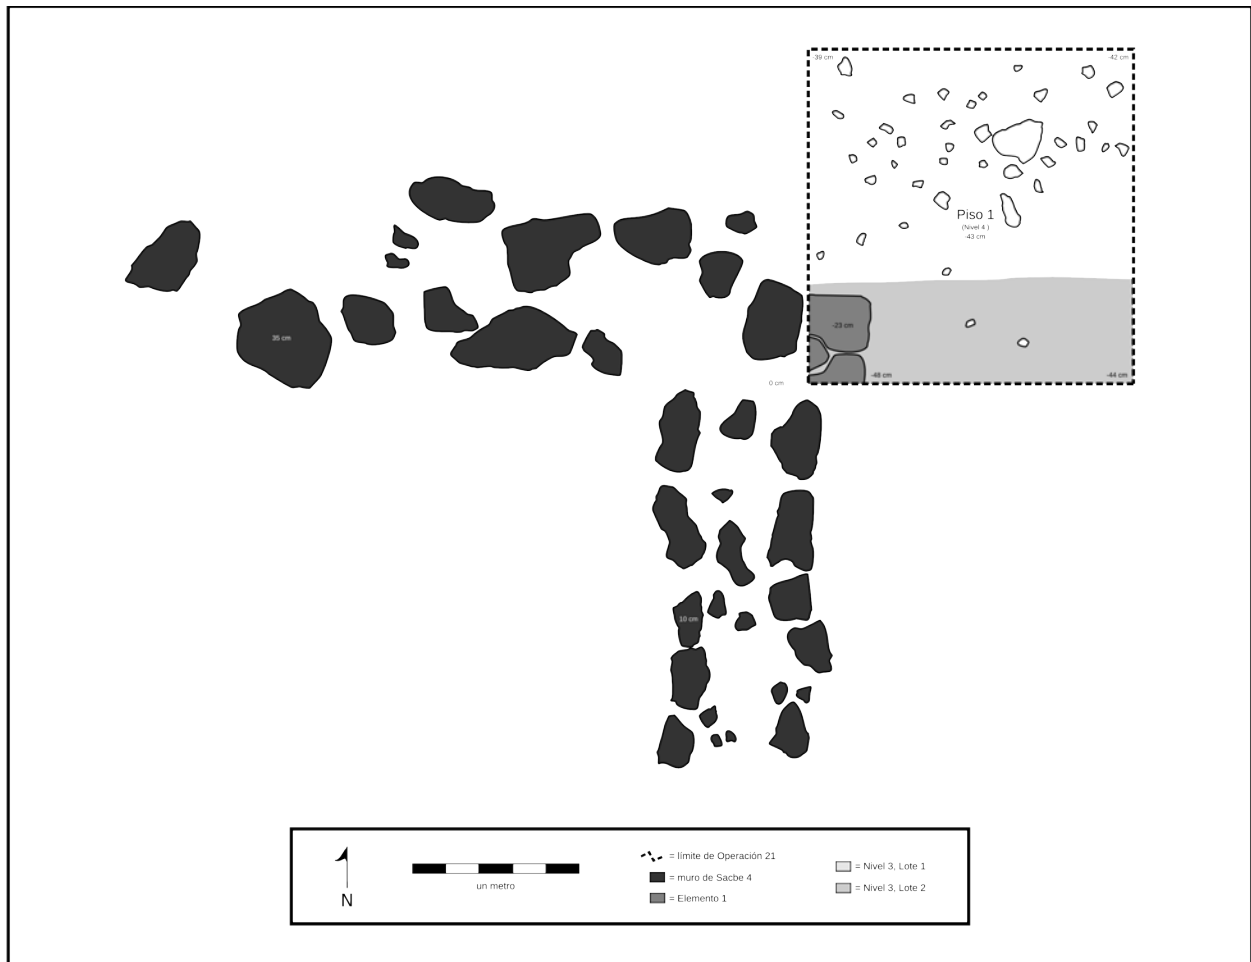 -39 cm
-42 cm
Piso 1
(Nivel 4 )
-43 cm
-23 cm
35 cm
-48 cm
-44 cm
0 cm
10 cm
N
un metro
= límite de Operación 21
= muro de Sacbe 4
= Elemento 1
= Nivel 3, Lote 1
= Nivel 3, Lote 2